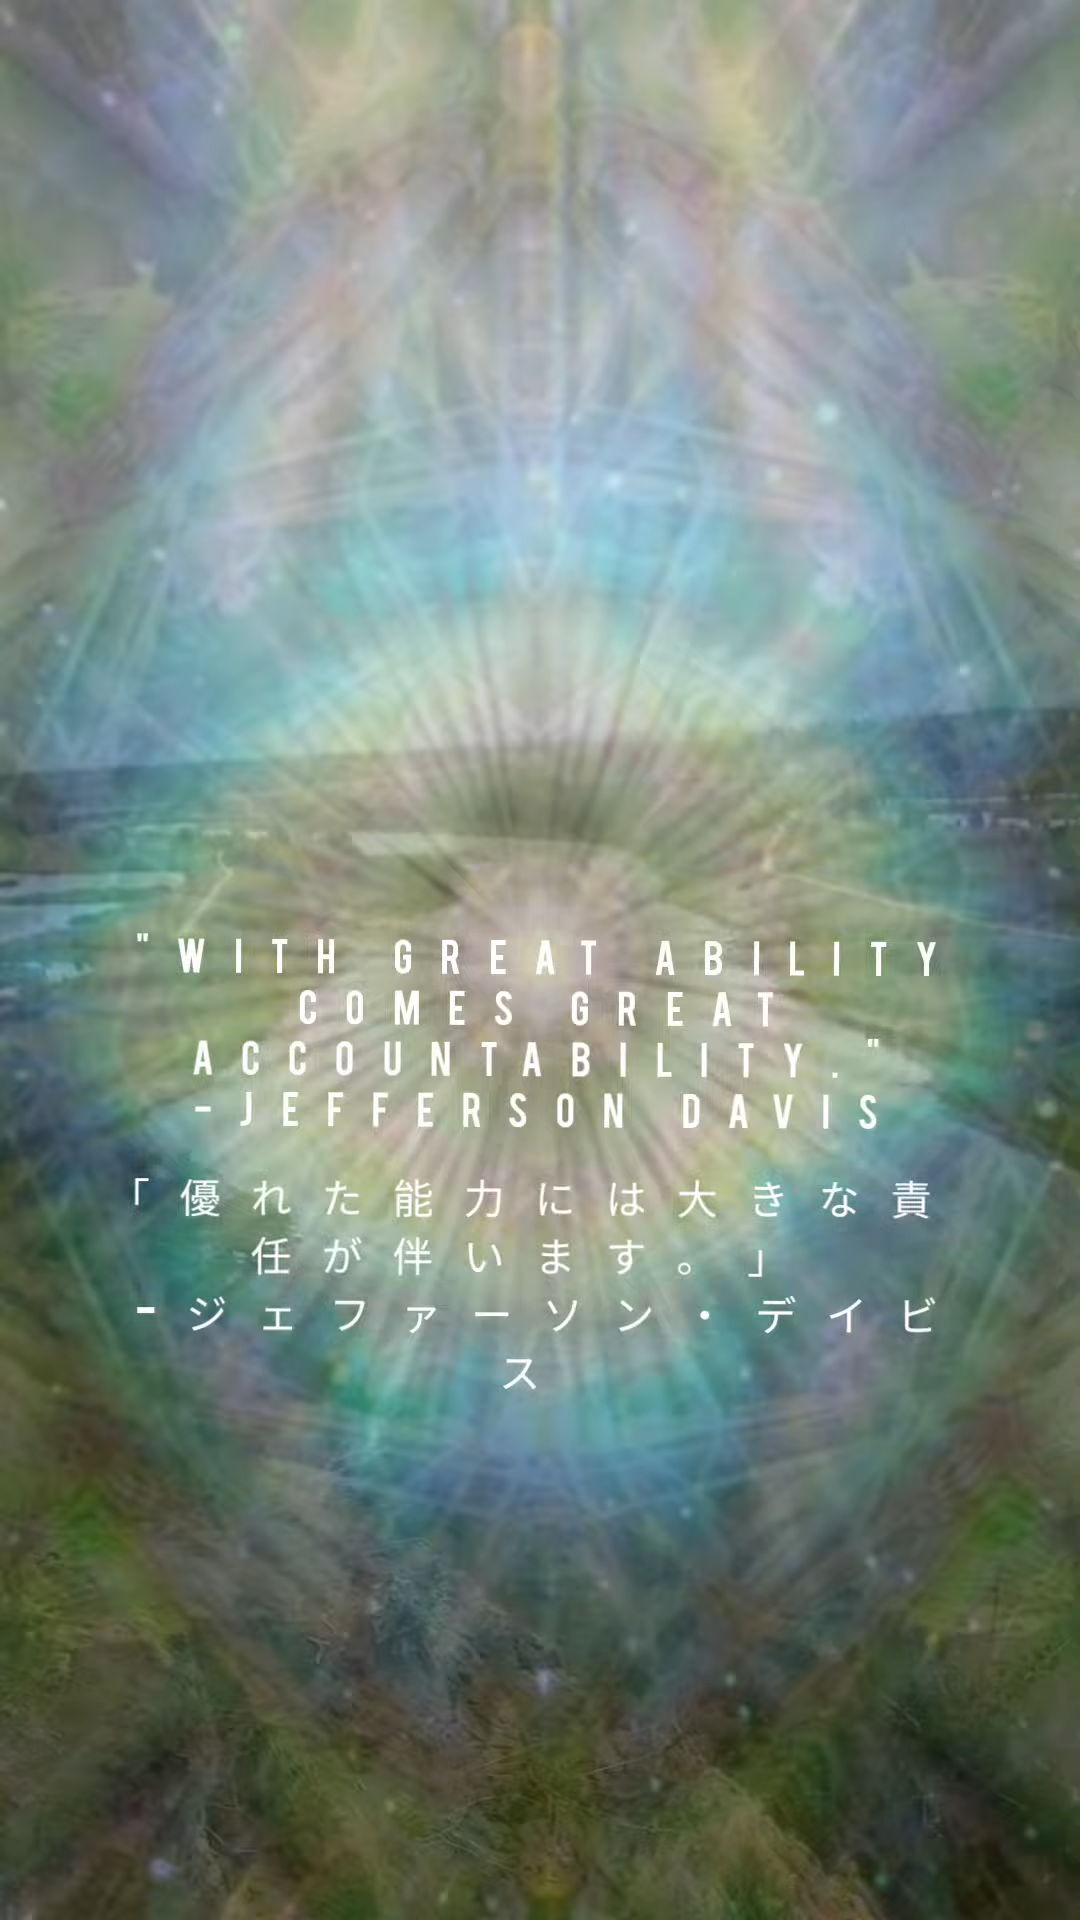 "WITH GREAT ABILITY
COMES GREAT
ACCOUNTABILITY."
-JEFFERSON DAVIS
「優れた能力には大きな責
任が伴います。」
-ジェファーソン・デイビ
ス